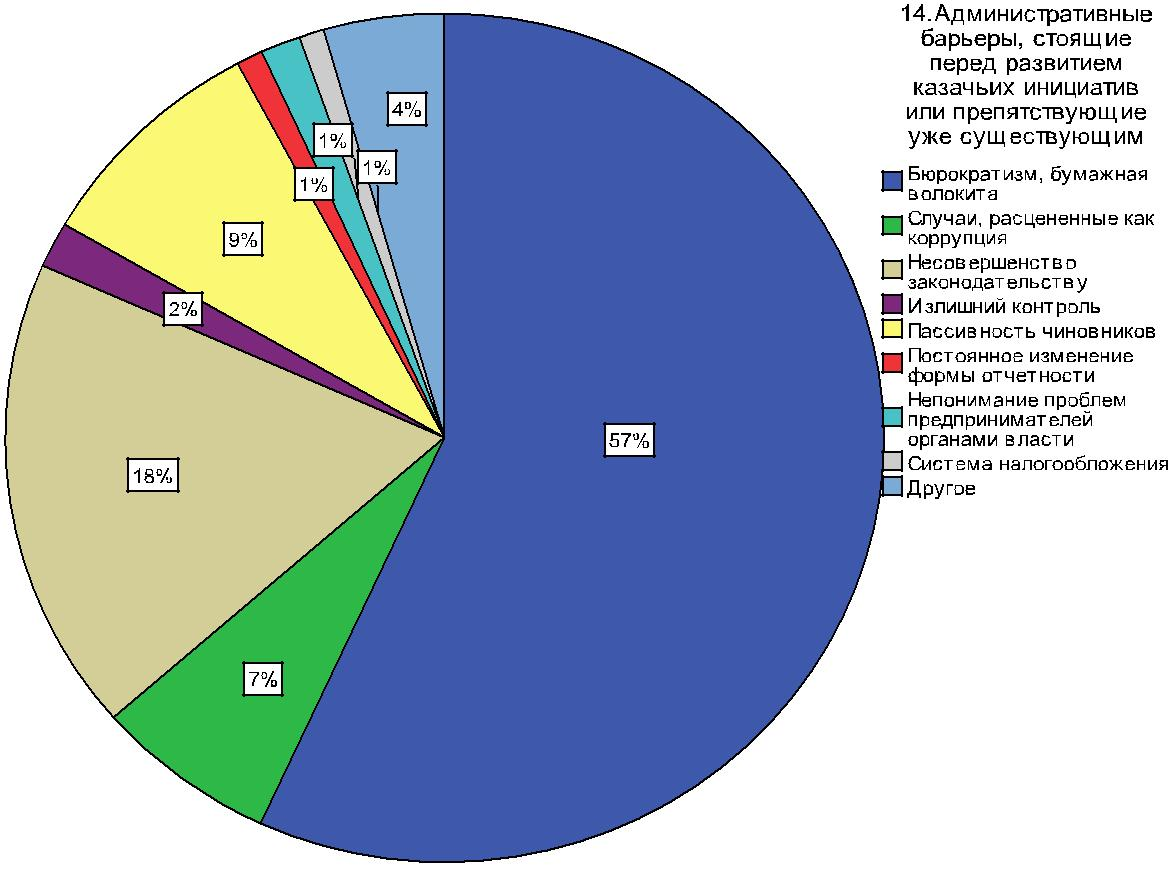 14.Административные
барьеры, стоящие
перед развитием
казачьих инициатив
или препятствующие
уже существующим
Бюрократизм, бумажная
волокита
Случаи, расцененные как
коррупция
Несовершенство
законодательству
Излишний контроль
Пассивность чиновников
Постоянное изменение
формы отчетности
Непонимание проблем
предпринимателей
органами власти
Система налогообложения
Другое
4%
1%
1%
1%
9%
2%
57%
18%
7%